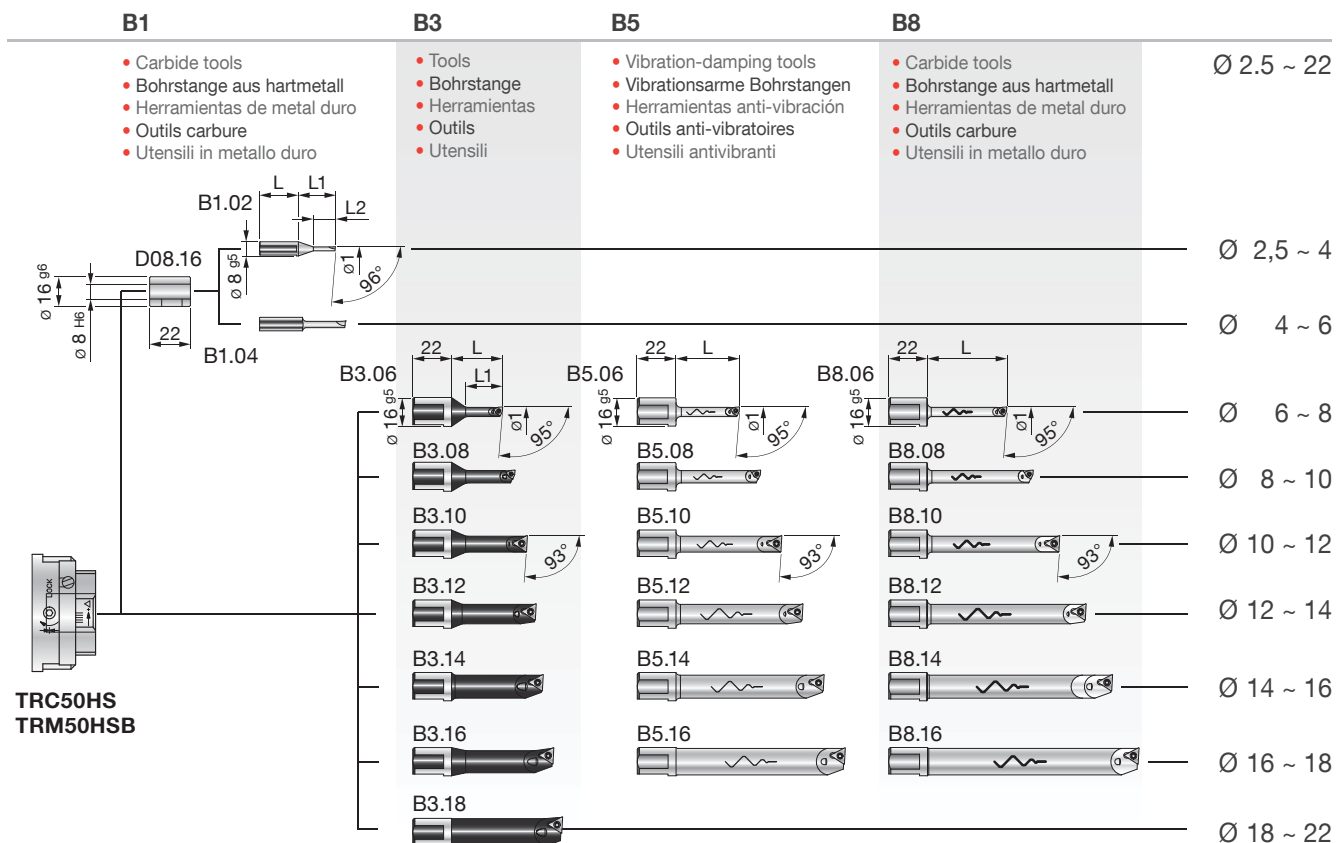 B1 B3 B5 B8
• Carbide tools
• Bohrstange aus hartmetall
• Herramientas de metal duro
• Outils carbure
• Utensili in metallo duro
• Tools
• Bohrstange
• Herramientas
• Outils
• Utensili
• Vibration-damping tools
• Vibrationsarme Bohrstangen
• Herramientas anti-vibración
• Outils anti-vibratoires
• Utensili antivibranti
• Carbide tools
• Bohrstange aus hartmetall
• Herramientas de metal duro
• Outils carbure
• Utensili in metallo duro
Ø 2.5 ~ 22
L L1
B1.02 L2
D08.16
Ø 16 g6
Ø 8 H6
22
Ø 8 g5
Ø1
96°
Ø 2,5 ~ 4
B1.04
Ø 4 ~ 6
22 L
L1
B3.06
Ø 16 g5
Ø1
95°
22 L
B5.06
Ø 16 g5
Ø1
95°
22 L
B8.06
Ø 16 g5
Ø1
95°
Ø 6 ~ 8
B3.08 B5.08 B8.08
Ø 8 ~ 10
B3.10 B5.10 B8.10
93° 93° 93°
Ø 10 ~ 12
B3.12 B5.12 B8.12
Ø 12 ~ 14
LOCK
TRC50HS
TRM50HSB
B3.14 B5.14 B8.14
Ø 14 ~ 16
B3.16 B5.16 B8.16
Ø 16 ~ 18
B3.18
Ø 18 ~ 22